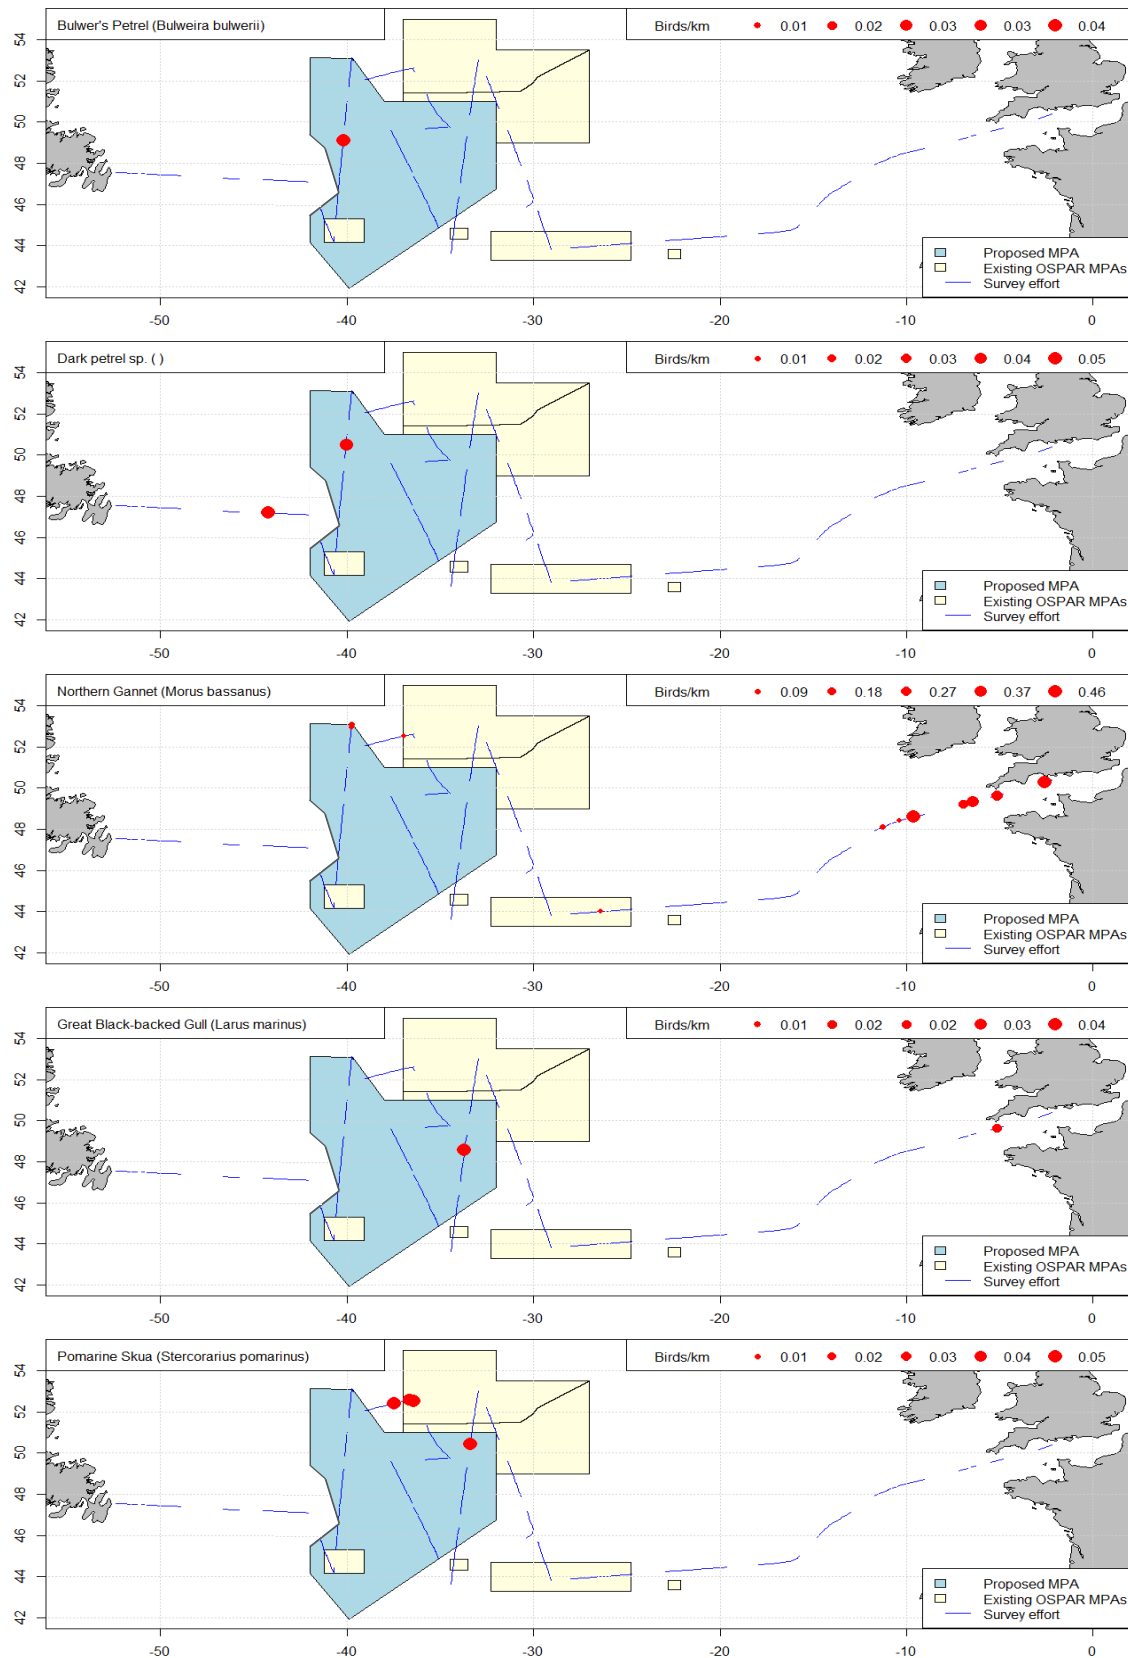 Bulwer's Petrel (Bulweira bulwerii) Birds/km 0.01 0.02 0.03 0.03 0.04
54
52
50
48
46
44
42
Proposed MPA
Existing OSPAR MPAs
Survey effort
-50 -40 -30 -20 -10 0
Dark petrel sp. ( ) Birds/km 0.01 0.02 0.03 0.04 0.05
54
52
50
48
46
44
42
Proposed MPA
Existing OSPAR MPAs
Survey effort
-50 -40 -30 -20 -10 0
Northern Gannet (Morus bassanus) Birds/km 0.09 0.18 0.27 0.37 0.46
54
52
50
48
46
44
42
Proposed MPA
Existing OSPAR MPAs
Survey effort
-50 -40 -30 -20 -10 0
Great Black-backed Gull (Larus marinus) Birds/km 0.01 0.02 0.02 0.03 0.04
54
52
50
48
46
44
42
Proposed MPA
Existing OSPAR MPAs
Survey effort
-50 -40 -30 -20 -10 0
Pomarine Skua (Stercorarius pomarinus) Birds/km 0.01 0.02 0.03 0.04 0.05
54
52
50
48
46
44
42
Proposed MPA
Existing OSPAR MPAs
Survey effort
-50 -40 -30 -20 -10 0